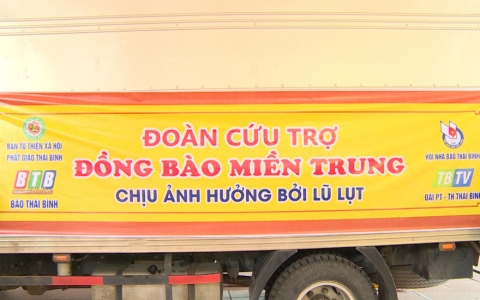 ĐOÀN CỨU TRỢ
ĐỒNG BÀO MIỀN TRUNG
CHỊU ẢNH HƯỞNG BỞI LŨ LỤT
BAN TỪ THIỆN XÃ HỘI
PHẬT GIÁO THÁI BÌNH
BTB
BÁO THÁI BÌNH
HỘI NHÀ BÁO THÁI BÌNH
TBTV
ĐÀI PT - TH THÁI BÌNH